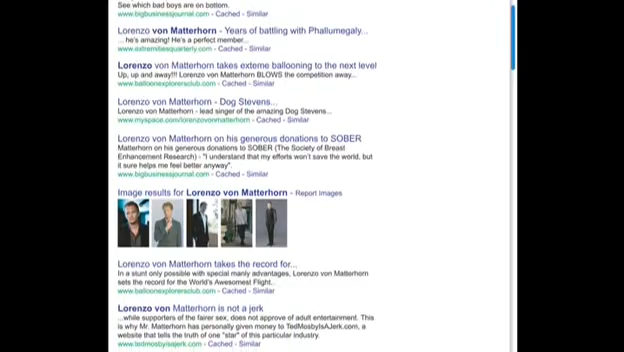 See which bad boys are on bottom.
www.bigbusinessjournal.com - Cached - Similar
Lorenzo von Matterhorn - Years of battling with Phallumegaly...
... he's amazing! He's a perfect member...
www.extremitiesquarterly.com - Cached - Similar
Lorenzo von Matterhorn takes exteme ballooning to the next level
Up, up and away!!! Lorenzo von Matterhorn BLOWS the competition away...
www.balloonexplorersclub.com - Cached - Similar
Lorenzo von Matterhorn - Dog Stevens...
Lorenzo von Matterhorn - lead singer of the amazing Dog Stevens...
www.myspace.com/lorenzovonmatterhorn - Cached - Similar
Lorenzo von Matterhorn on his generous donations to SOBER
Matterhorn on his donations to SOBER (The Society of Breast
Enhancement Research) - "I understand that my efforts won't save the world, but
it sure helps me feel better anyway".
www.bigbusinessjournal.com - Cached - Similar
Image results for Lorenzo von Matterhorn - Report Images
Lorenzo von Matterhorn takes the record for...
In a stunt only possible with special manly advantages, Lorenzo von Matterhorn
sets the record for the World's Awesomest Flight...
www.balloonexplorersclub.com - Cached - Similar
Lorenzo von Matterhorn is not a jerk
...while supporters of the fairer sex, does not approve of adult entertainment. This
is why Mr. Matterhorn has personally given money to TedMosbyIsAJerk.com, a
website that tells the truth of one "star" of this particular industry.
www.tedmosbyisajerk.com - Cached - Similar